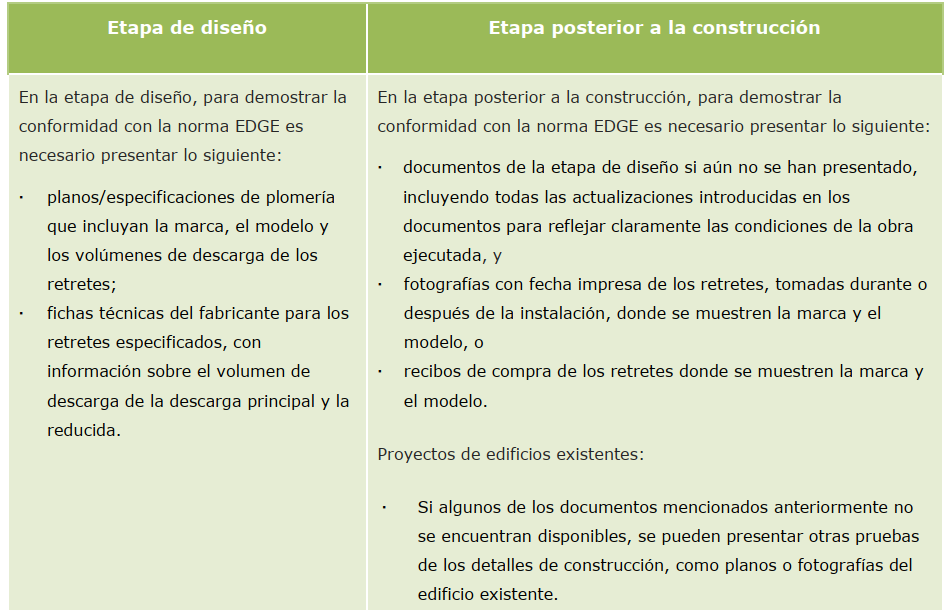 Etapa de diseño
Etapa posterior a la construcción
En la etapa de diseño, para demostrar la
conformidad con la norma EDGE es
necesario presentar lo siguiente:
· planos/especificaciones de plomería
que incluyan la marca, el modelo y
los volúmenes de descarga de los
retretes;
· fichas técnicas del fabricante para los
retretes especificados, con
información sobre el volumen de
descarga de la descarga principal y la
reducida.
En la etapa posterior a la construcción, para demostrar la
conformidad con la norma EDGE es necesario presentar lo siguiente:
· documentos de la etapa de diseño si aún no se han presentado,
incluyendo todas las actualizaciones introducidas en los
documentos para reflejar claramente las condiciones de la obra
ejecutada, y
· fotografías con fecha impresa de los retretes, tomadas durante o
después de la instalación, donde se muestren la marca y el
modelo, o
· recibos de compra de los retretes donde se muestren la marca y
el modelo.
Proyectos de edificios existentes:
· Si algunos de los documentos mencionados anteriormente no
se encuentran disponibles, se pueden presentar otras pruebas
de los detalles de construcción, como planos o fotografías del
edificio existente.